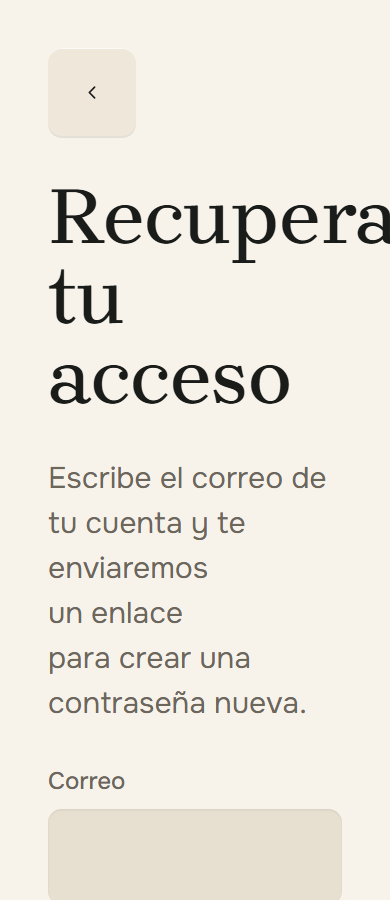 Recupera
tu
acceso
Escribe el correo de
tu cuenta y te
enviaremos
un enlace
para crear una
contraseña nueva.
Correo